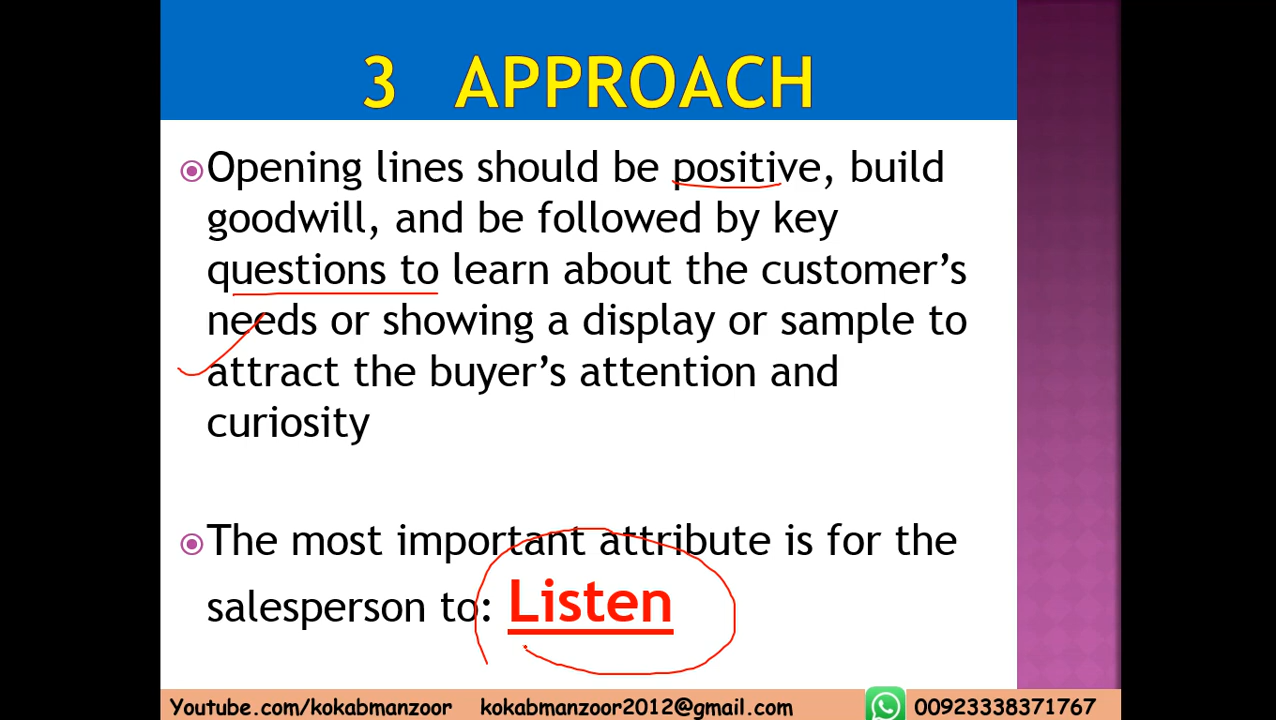 3 APPROACH
Opening lines should be positive, build
goodwill, and be followed by key
questions to learn about the customer’s
needs or showing a display or sample to
attract the buyer’s attention and
curiosity
The most important attribute is for the
salesperson to: Listen
Youtube.com/kokabmanzoor kokabmanzoor2012@gmail.com 00923338371767